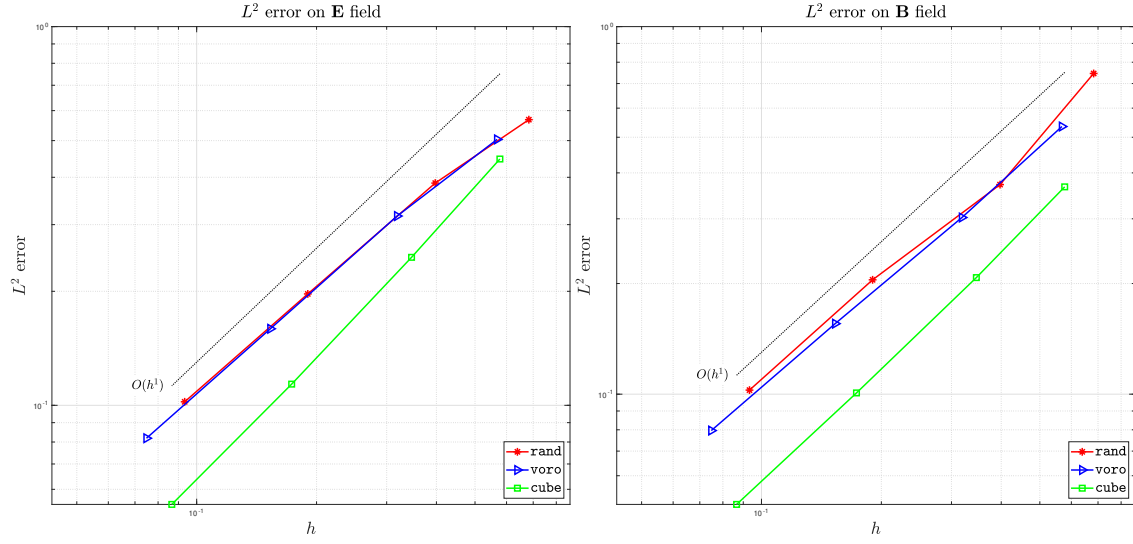 L² error on E field
10⁰
L² error
O(h¹)
10⁻¹
rand
voro
cube
10⁻¹
h
L² error on B field
10⁰
L² error
O(h¹)
10⁻¹
rand
voro
cube
10⁻¹
h